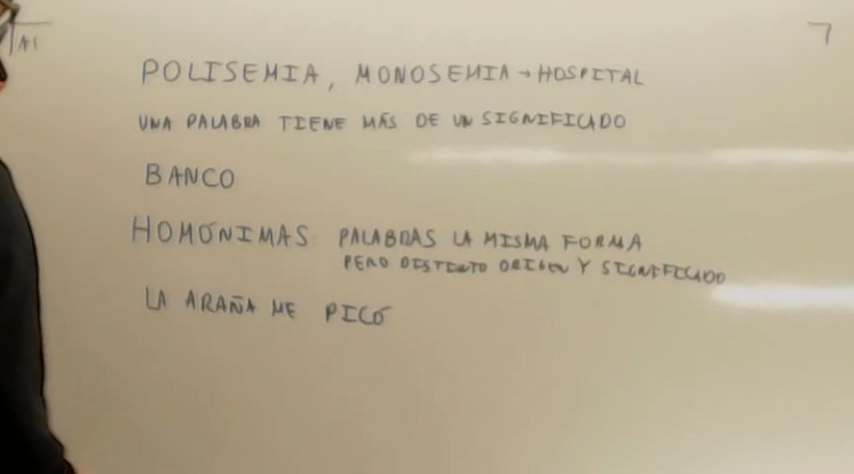 POLISEMIA, MONOSEMIA → HOSPITAL
UNA PALABRA TIENE MÁS DE UN SIGNIFICADO
BANCO
HOMÓNIMAS PALABRAS LA MISMA FORMA
PERO DISTINTO ORIGEN Y SIGNIFICADO
LA ARAÑA ME PICÓ